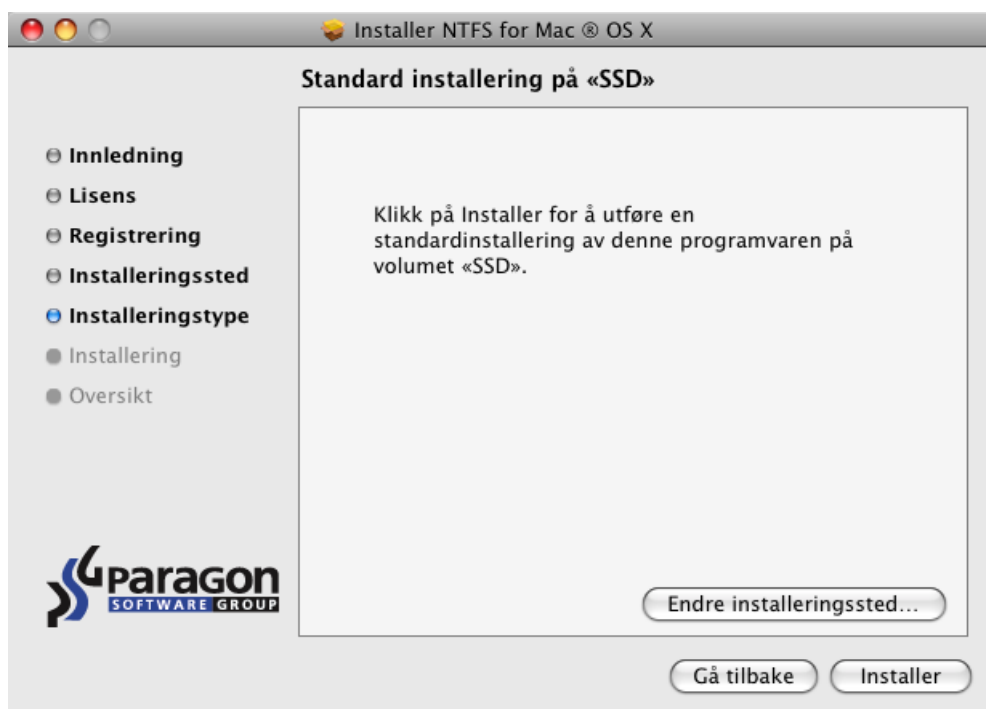 Installer NTFS for Mac ® OS X
Standard installering på «SSD»
Innledning
Lisens
Registrering
Installeringssted
Installeringstype
Installering
Oversikt
Klikk på Installer for å utføre en
standardinstallering av denne programvaren på
volumet «SSD».
Paragon
SOFTWARE GROUP
Endre installeringssted...
Gå tilbake
Installer